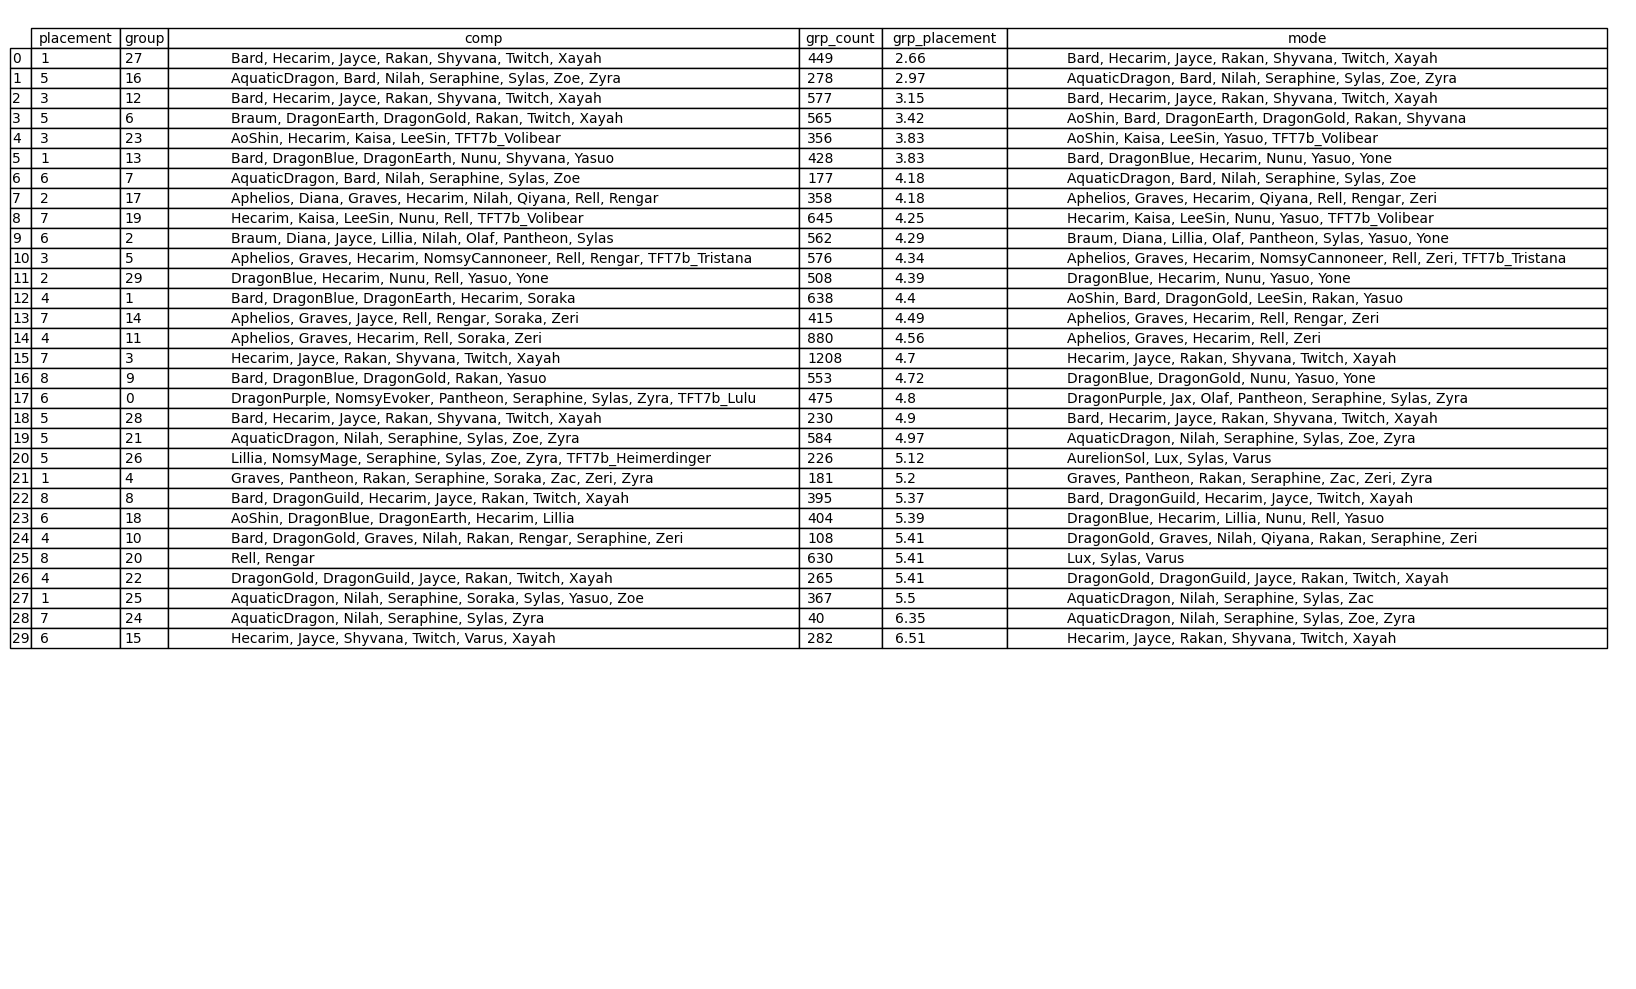 placement group comp grp_count grp_placement mode
0 1 27 Bard, Hecarim, Jayce, Rakan, Shyvana, Twitch, Xayah 449 2.66 Bard, Hecarim, Jayce, Rakan, Shyvana, Twitch, Xayah
1 5 16 AquaticDragon, Bard, Nilah, Seraphine, Sylas, Zoe, Zyra 278 2.97 AquaticDragon, Bard, Nilah, Seraphine, Sylas, Zoe, Zyra
2 3 12 Bard, Hecarim, Jayce, Rakan, Shyvana, Twitch, Xayah 577 3.15 Bard, Hecarim, Jayce, Rakan, Shyvana, Twitch, Xayah
3 5 6 Braum, DragonEarth, DragonGold, Rakan, Twitch, Xayah 565 3.42 AoShin, Bard, DragonEarth, DragonGold, Rakan, Shyvana
4 3 23 AoShin, Hecarim, Kaisa, LeeSin, TFT7b_Volibear 356 3.83 AoShin, Kaisa, LeeSin, Yasuo, TFT7b_Volibear
5 1 13 Bard, DragonBlue, DragonEarth, Nunu, Shyvana, Yasuo 428 3.83 Bard, DragonBlue, Hecarim, Nunu, Yasuo, Yone
6 6 7 AquaticDragon, Bard, Nilah, Seraphine, Sylas, Zoe 177 4.18 AquaticDragon, Bard, Nilah, Seraphine, Sylas, Zoe
7 2 17 Aphelios, Diana, Graves, Hecarim, Nilah, Qiyana, Rell, Rengar 358 4.18 Aphelios, Graves, Hecarim, Qiyana, Rell, Rengar, Zeri
8 7 19 Hecarim, Kaisa, LeeSin, Nunu, Rell, TFT7b_Volibear 645 4.25 Hecarim, Kaisa, LeeSin, Nunu, Yasuo, TFT7b_Volibear
9 6 2 Braum, Diana, Jayce, Lillia, Nilah, Olaf, Pantheon, Sylas 562 4.29 Braum, Diana, Lillia, Olaf, Pantheon, Sylas, Yasuo, Yone
10 3 5 Aphelios, Graves, Hecarim, NomsyCannoneer, Rell, Rengar, TFT7b_Tristana 576 4.34 Aphelios, Graves, Hecarim, NomsyCannoneer, Rell, Zeri, TFT7b_Tristana
11 2 29 DragonBlue, Hecarim, Nunu, Rell, Yasuo, Yone 508 4.39 DragonBlue, Hecarim, Nunu, Yasuo, Yone
12 4 1 Bard, DragonBlue, DragonEarth, Hecarim, Soraka 638 4.4 AoShin, Bard, DragonGold, LeeSin, Rakan, Yasuo
13 7 14 Aphelios, Graves, Jayce, Rell, Rengar, Soraka, Zeri 415 4.49 Aphelios, Graves, Hecarim, Rell, Rengar, Zeri
14 4 11 Aphelios, Graves, Hecarim, Rell, Soraka, Zeri 880 4.56 Aphelios, Graves, Hecarim, Rell, Zeri
15 7 3 Hecarim, Jayce, Rakan, Shyvana, Twitch, Xayah 1208 4.7 Hecarim, Jayce, Rakan, Shyvana, Twitch, Xayah
16 8 9 Bard, DragonBlue, DragonGold, Rakan, Yasuo 553 4.72 DragonBlue, DragonGold, Nunu, Yasuo, Yone
17 6 0 DragonPurple, NomsyEvoker, Pantheon, Seraphine, Sylas, Zyra, TFT7b_Lulu 475 4.8 DragonPurple, Jax, Olaf, Pantheon, Seraphine, Sylas, Zyra
18 5 28 Bard, Hecarim, Jayce, Rakan, Shyvana, Twitch, Xayah 230 4.9 Bard, Hecarim, Jayce, Rakan, Shyvana, Twitch, Xayah
19 5 21 AquaticDragon, Nilah, Seraphine, Sylas, Zoe, Zyra 584 4.97 AquaticDragon, Nilah, Seraphine, Sylas, Zoe, Zyra
20 5 26 Lillia, NomsyMage, Seraphine, Sylas, Zoe, Zyra, TFT7b_Heimerdinger 226 5.12 AurelionSol, Lux, Sylas, Varus
21 1 4 Graves, Pantheon, Rakan, Seraphine, Soraka, Zac, Zeri, Zyra 181 5.2 Graves, Pantheon, Rakan, Seraphine, Zac, Zeri, Zyra
22 8 8 Bard, DragonGuild, Hecarim, Jayce, Rakan, Twitch, Xayah 395 5.37 Bard, DragonGuild, Hecarim, Jayce, Twitch, Xayah
23 6 18 AoShin, DragonBlue, DragonEarth, Hecarim, Lillia 404 5.39 DragonBlue, Hecarim, Lillia, Nunu, Rell, Yasuo
24 4 10 Bard, DragonGold, Graves, Nilah, Rakan, Rengar, Seraphine, Zeri 108 5.41 DragonGold, Graves, Nilah, Qiyana, Rakan, Seraphine, Zeri
25 8 20 Rell, Rengar 630 5.41 Lux, Sylas, Varus
26 4 22 DragonGold, DragonGuild, Jayce, Rakan, Twitch, Xayah 265 5.41 DragonGold, DragonGuild, Jayce, Rakan, Twitch, Xayah
27 1 25 AquaticDragon, Nilah, Seraphine, Soraka, Sylas, Yasuo, Zoe 367 5.5 AquaticDragon, Nilah, Seraphine, Sylas, Zac
28 7 24 AquaticDragon, Nilah, Seraphine, Sylas, Zyra 40 6.35 AquaticDragon, Nilah, Seraphine, Sylas, Zoe, Zyra
29 6 15 Hecarim, Jayce, Shyvana, Twitch, Varus, Xayah 282 6.51 Hecarim, Jayce, Rakan, Shyvana, Twitch, Xayah